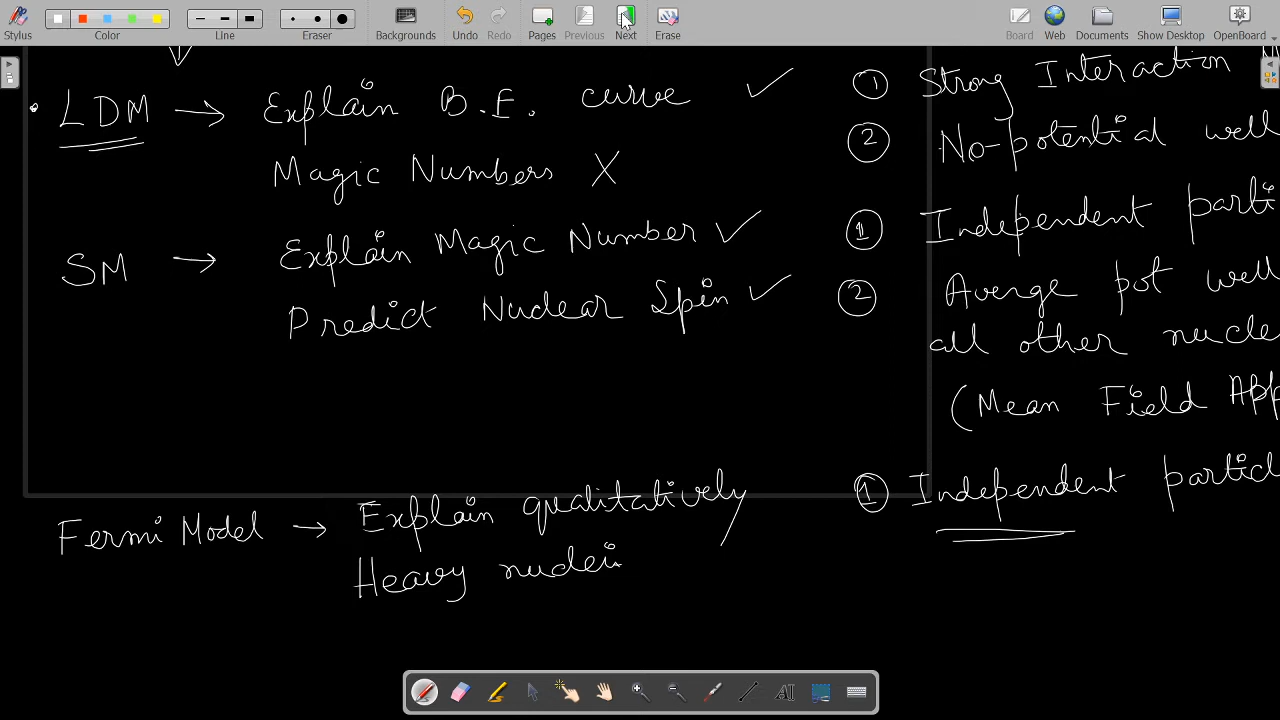 Stylus
Color
Line
Eraser
Backgrounds
Undo
Pages
Previous
Next
Erase
Board
Web
Documents
Show Desktop
OpenBoard
• LDM → Explain B.E. curve ✓
Magic Numbers X
SM → Explain Magic Number ✓
Predict Nuclear Spin ✓
Fermi Model → Explain qualitatively
Heavy nuclei
① Strong Interaction
② No-potential well
① Independent parti
② Averge pot well
all other nucle
(Mean Field App
① Independent particl